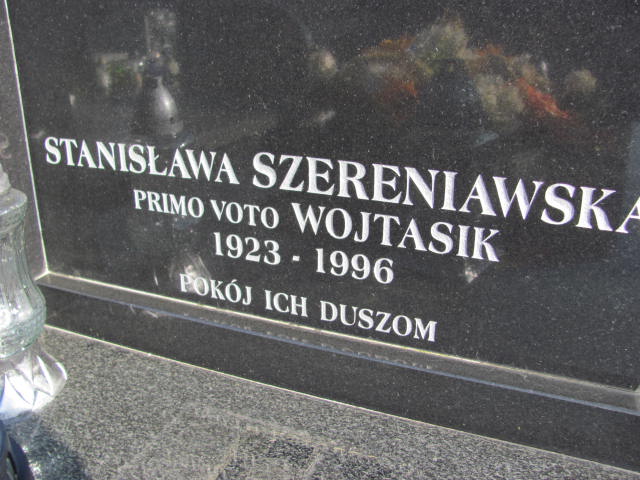 STANISŁAWA SZERENIAWSKA
PRIMO VOTO WOJTASIK
1923 - 1996
POKÓJ ICH DUSZOM